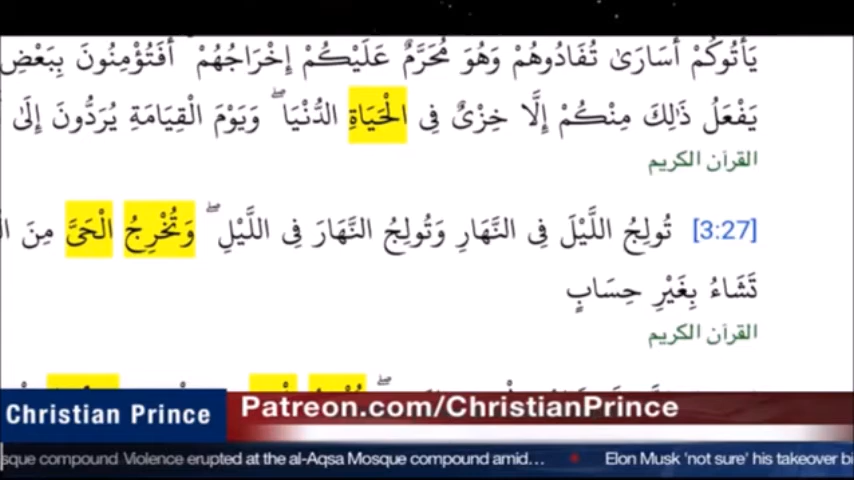 يَأْتُوكُمْ أُسَارَىٰ تُفَادُوهُمْ وَهُوَ مُحَرَّمٌ عَلَيْكُمْ إِخْرَاجُهُمْ أَفَتُؤْمِنُونَ بِبَعْضِ
يَفْعَلُ ذَٰلِكَ مِنْكُمْ إِلَّا خِزْىٌ فِى الْحَيَاةِ الدُّنْيَا ۖ وَيَوْمَ الْقِيَامَةِ يُرَدُّونَ إِلَىٰ
القرآن الكريم
[3:27] تُولِجُ اللَّيْلَ فِى النَّهَارِ وَتُولِجُ النَّهَارَ فِى اللَّيْلِ ۖ وَتُخْرِجُ الْحَىَّ مِنَ
تَشَاءُ بِغَيْرِ حِسَابٍ
القرآن الكريم
Christian Prince
Patreon.com/ChristianPrince
sque compound. Violence erupted at the al-Aqsa Mosque compound amid… • Elon Musk 'not sure' his takeover bi